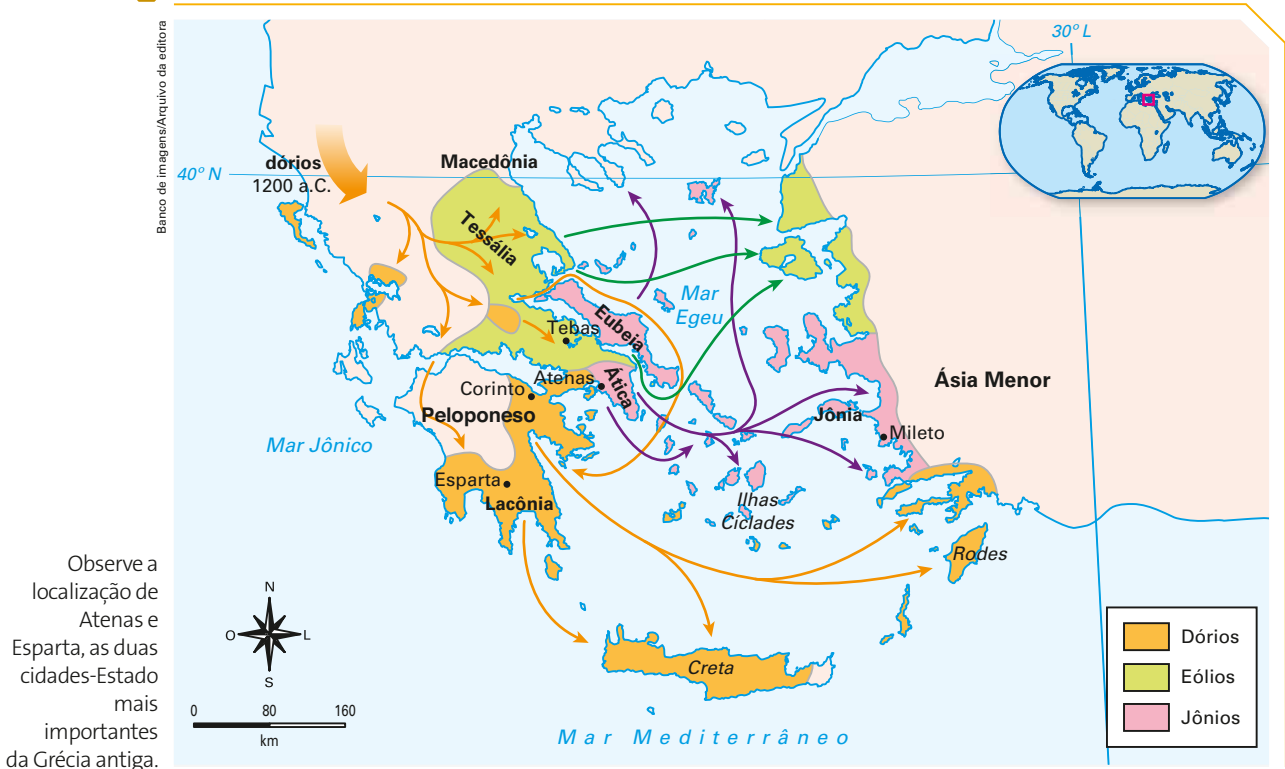 Banco de imagens/Arquivo da editora
30º L
40º N
dórios
1200 a.C.
Macedônia
Tessália
Mar
Egeu
Eubeia
Tebas
Atenas
Ática
Corinto
Peloponeso
Ásia Menor
Jônia
Mileto
Mar Jônico
Esparta
Lacônia
Ilhas
Cíclades
Rodes
Creta
Mar Mediterrâneo
Observe a
localização de
Atenas e
Esparta, as duas
cidades-Estado
mais
importantes
da Grécia antiga.
N
O
L
S
0 80 160
km
Dórios
Eólios
Jônios